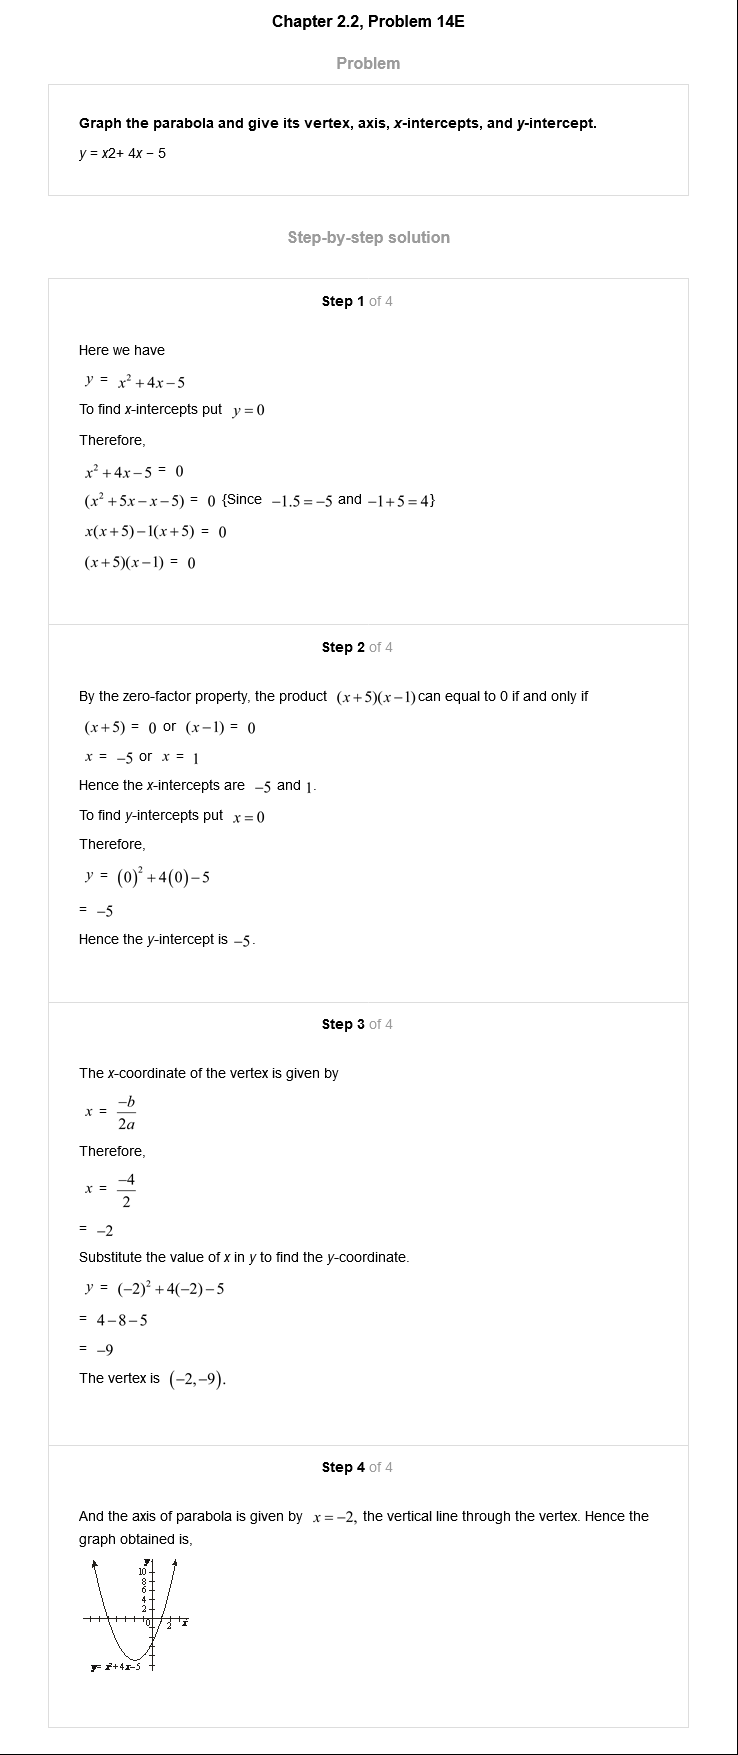 Chapter 2.2, Problem 14E
Problem
Graph the parabola and give its vertex, axis, x-intercepts, and y-intercept.
y = x2+ 4x − 5
Step-by-step solution
Step 1 of 4
Here we have
y = x² + 4x − 5
To find x-intercepts put y = 0
Therefore,
x² + 4x − 5 = 0
(x² + 5x − x − 5) = 0 {Since −1.5 = −5 and −1 + 5 = 4}
x(x + 5) − 1(x + 5) = 0
(x + 5)(x − 1) = 0
Step 2 of 4
By the zero-factor property, the product (x + 5)(x − 1) can equal to 0 if and only if
(x + 5) = 0 or (x − 1) = 0
x = −5 or x = 1
Hence the x-intercepts are −5 and 1.
To find y-intercepts put x = 0
Therefore,
y = (0)² + 4(0) − 5
= −5
Hence the y-intercept is −5.
Step 3 of 4
The x-coordinate of the vertex is given by
x = −b
2a
Therefore,
x = −4
2
= −2
Substitute the value of x in y to find the y-coordinate.
y = (−2)² + 4(−2) − 5
= 4 − 8 − 5
= −9
The vertex is (−2, −9).
Step 4 of 4
And the axis of parabola is given by x = −2, the vertical line through the vertex. Hence the
graph obtained is,
y
10
8
6
4
2
0 2 x
y = x² + 4x − 5